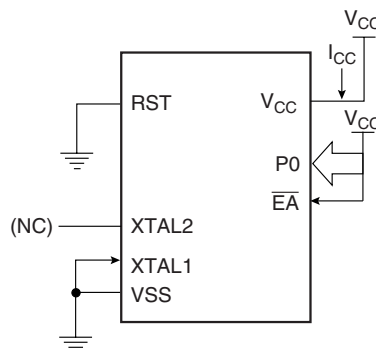 VCC
ICC
RST
VCC
VCC
P0
EA
(NC)
XTAL2
XTAL1
VSS